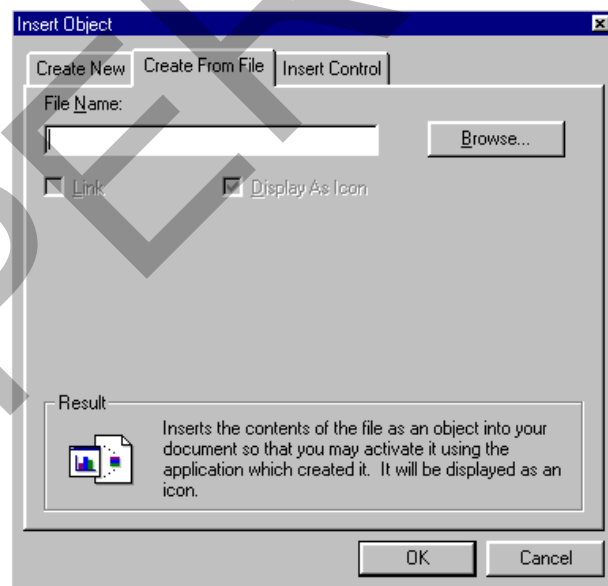 Insert Object
Create New Create From File Insert Control
File Name:
Browse...
Link Display As Icon
Result
Inserts the contents of the file as an object into your
document so that you may activate it using the
application which created it. It will be displayed as an
icon.
OK Cancel